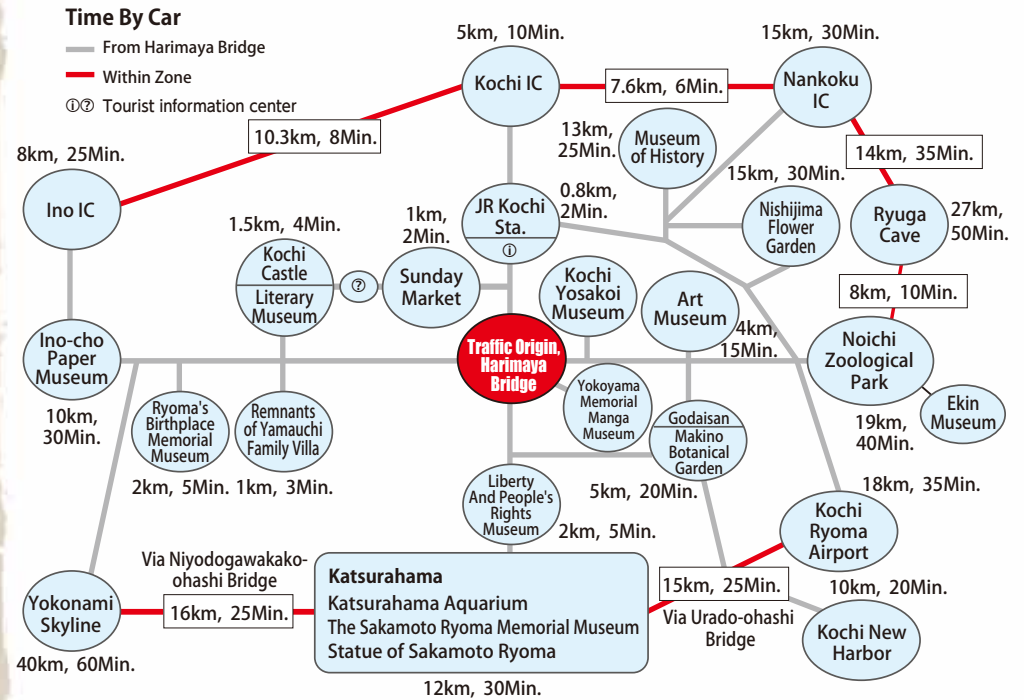 Time By Car
From Harimaya Bridge
Within Zone
ⓘ? Tourist information center
5km, 10Min.
Kochi IC
7.6km, 6Min.
15km, 30Min.
Nankoku
IC
10.3km, 8Min.
8km, 25Min.
Ino IC
13km,
25Min.
Museum
of History
14km, 35Min.
15km, 30Min.
Nishijima
Flower
Garden
Ryuga
Cave
27km,
50Min.
0.8km,
2Min.
JR Kochi
Sta.
ⓘ
1km,
2Min.
Sunday
Market
?
1.5km, 4Min.
Kochi
Castle
Literary
Museum
Kochi
Yosakoi
Museum
Art
Museum
4km,
15Min.
8km, 10Min.
Noichi
Zoological
Park
19km,
40Min.
Ekin
Museum
Ino-cho
Paper
Museum
10km,
30Min.
Traffic Origin,
Harimaya
Bridge
Ryoma's
Birthplace
Memorial
Museum
2km, 5Min.
Remnants
of Yamauchi
Family Villa
1km, 3Min.
Yokoyama
Memorial
Manga
Museum
Godaisan
Makino
Botanical
Garden
5km, 20Min.
Liberty
And People's
Rights
Museum
2km, 5Min.
18km, 35Min.
Kochi
Ryoma
Airport
Via Niyodogawakako-
ohashi Bridge
Yokonami
Skyline
40km, 60Min.
16km, 25Min.
Katsurahama
Katsurahama Aquarium
The Sakamoto Ryoma Memorial Museum
Statue of Sakamoto Ryoma
12km, 30Min.
15km, 25Min.
Via Urado-ohashi
Bridge
10km, 20Min.
Kochi New
Harbor